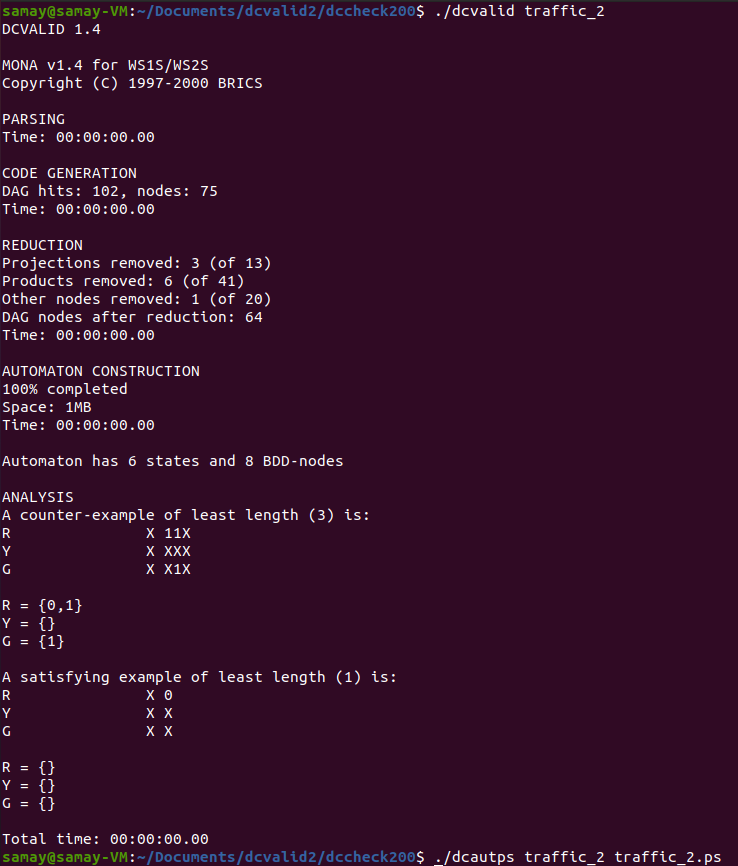 samay@samay-VM:~/Documents/dcvalid2/dccheck200$ ./dcvalid traffic_2
DCVALID 1.4
MONA v1.4 for WS1S/WS2S
Copyright (C) 1997-2000 BRICS
PARSING
Time: 00:00:00.00
CODE GENERATION
DAG hits: 102, nodes: 75
Time: 00:00:00.00
REDUCTION
Projections removed: 3 (of 13)
Products removed: 6 (of 41)
Other nodes removed: 1 (of 20)
DAG nodes after reduction: 64
Time: 00:00:00.00
AUTOMATON CONSTRUCTION
100% completed
Space: 1MB
Time: 00:00:00.00
Automaton has 6 states and 8 BDD-nodes
ANALYSIS
A counter-example of least length (3) is:
R X 11X
Y X XXX
G X X1X
R = {0,1}
Y = {}
G = {1}
A satisfying example of least length (1) is:
R X 0
Y X X
G X X
R = {}
Y = {}
G = {}
Total time: 00:00:00.00
samay@samay-VM:~/Documents/dcvalid2/dccheck200$ ./dcautps traffic_2 traffic_2.ps